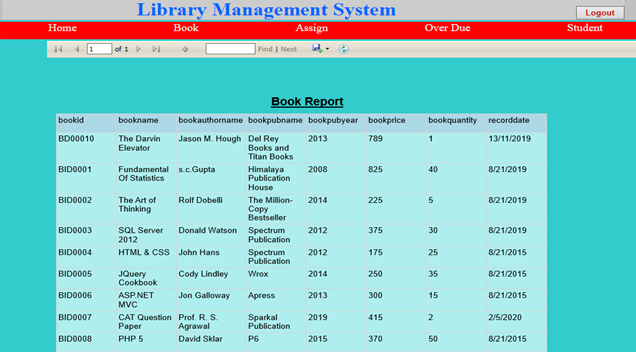 Library Management System
Logout
Home Book Assign Over Due Student
1 of 1 Find | Next
Book Report
bookid bookname bookauthorname bookpubname bookpubyear bookprice bookquantity recorddate
BD00010 The Darvin Elevator Jason M. Hough Del Rey Books and Titan Books 2013 789 1 13/11/2019
BID0001 Fundamental Of Statistics s.c.Gupta Himalaya Publication House 2008 825 40 8/21/2019
BID0002 The Art of Thinking Rolf Dobelli The Million-Copy Bestseller 2014 225 5 8/21/2019
BID0003 SQL Server 2012 Donald Watson Spectrum Publication 2012 375 30 8/21/2019
BID0004 HTML & CSS John Hans Spectrum Publication 2012 175 25 8/21/2015
BID0005 JQuery Cookbook Cody Lindley Wrox 2014 250 35 8/21/2015
BID0006 ASP.NET MVC Jon Galloway Apress 2013 300 15 8/21/2015
BID0007 CAT Question Paper Prof. R. S. Agrawal Sparkal Publication 2019 415 2 2/5/2020
BID0008 PHP 5 David Sklar P6 2015 370 50 8/21/2015